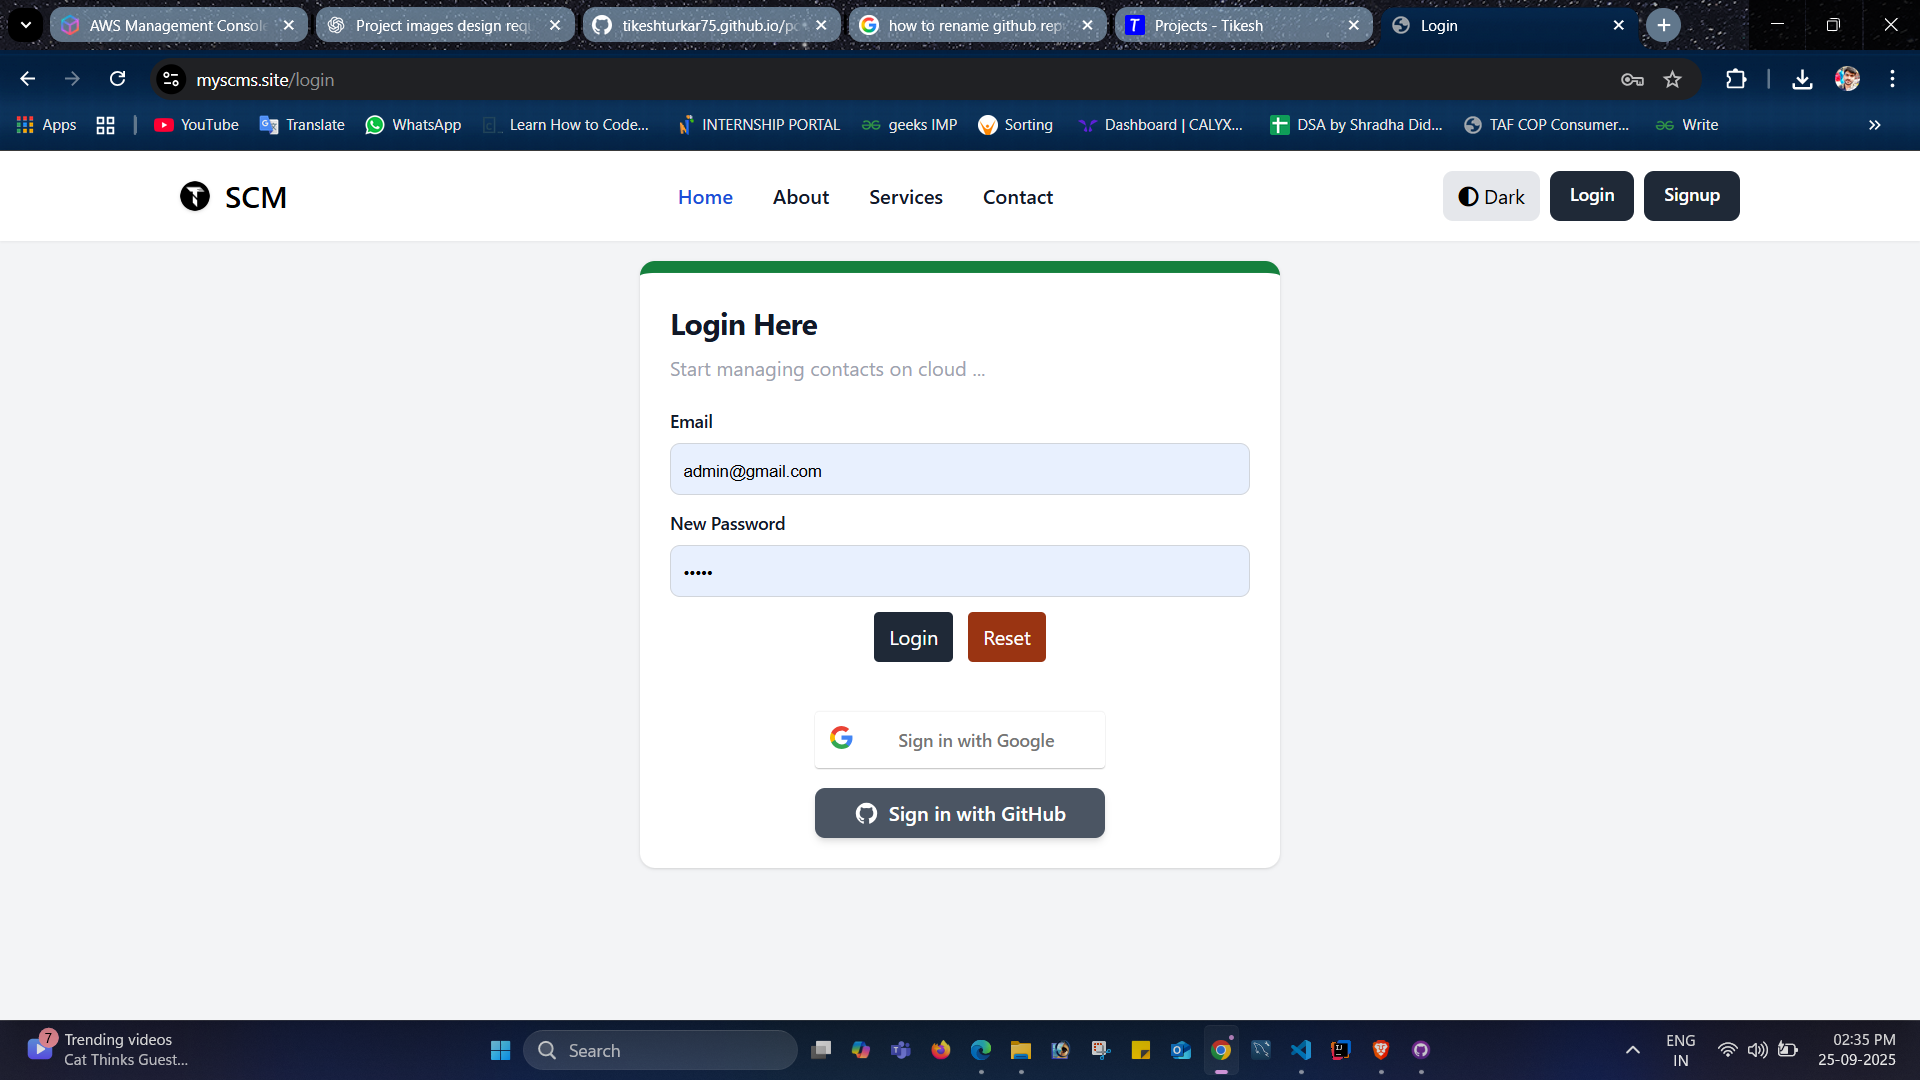 AWS Management Consol
Project images design req
tikeshturkar75.github.io/po
how to rename github rep
Projects - Tikesh
Login
myscms.site/login
Apps
YouTube
Translate
WhatsApp
Learn How to Code...
INTERNSHIP PORTAL
geeks IMP
Sorting
Dashboard | CALYX...
DSA by Shradha Did...
TAF COP Consumer...
Write
SCM
Home
About
Services
Contact
Dark
Login
Signup
Login Here
Start managing contacts on cloud ...
Email
admin@gmail.com
New Password
•••••
Login
Reset
Sign in with Google
Sign in with GitHub
7
Trending videos
Cat Thinks Guest...
Search
ENG
IN
02:35 PM
25-09-2025